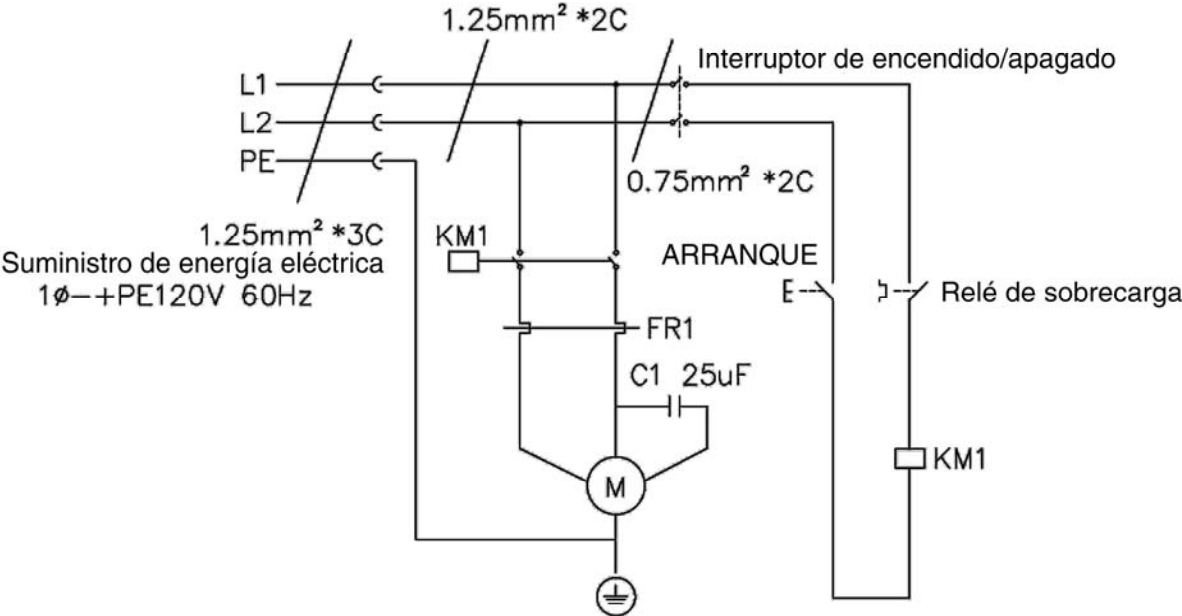 1.25mm² *2C
Interruptor de encendido/apagado
L1
L2
PE
0.75mm² *2C
1.25mm² *3C
Suministro de energía eléctrica
1ø-+PE120V 60Hz
KM1
ARRANQUE
E
Relé de sobrecarga
FR1
C1 25uF
M
KM1